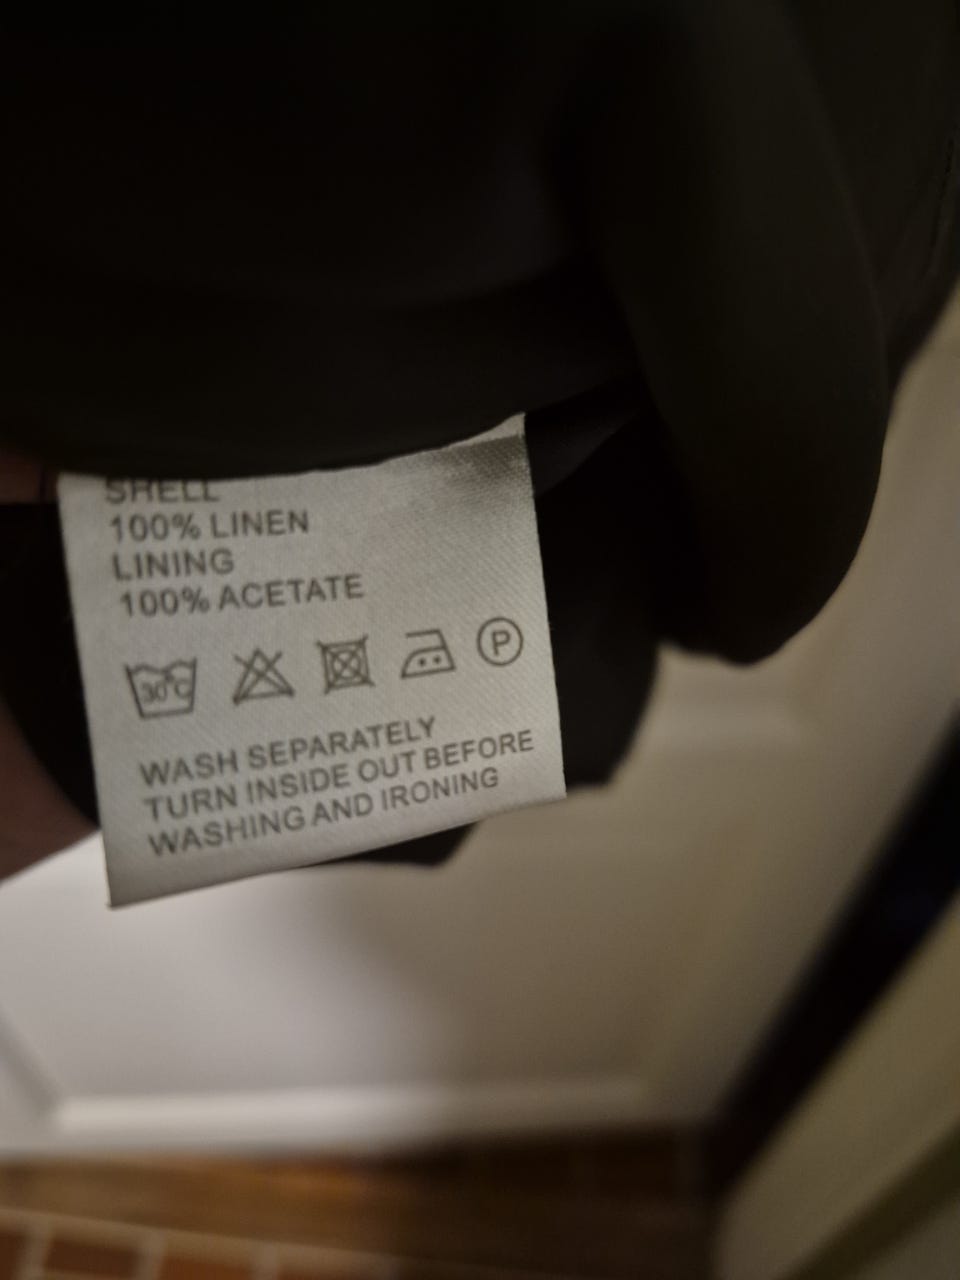 SHELL
100% LINEN
LINING
100% ACETATE
30°C P
WASH SEPARATELY
TURN INSIDE OUT BEFORE
WASHING AND IRONING